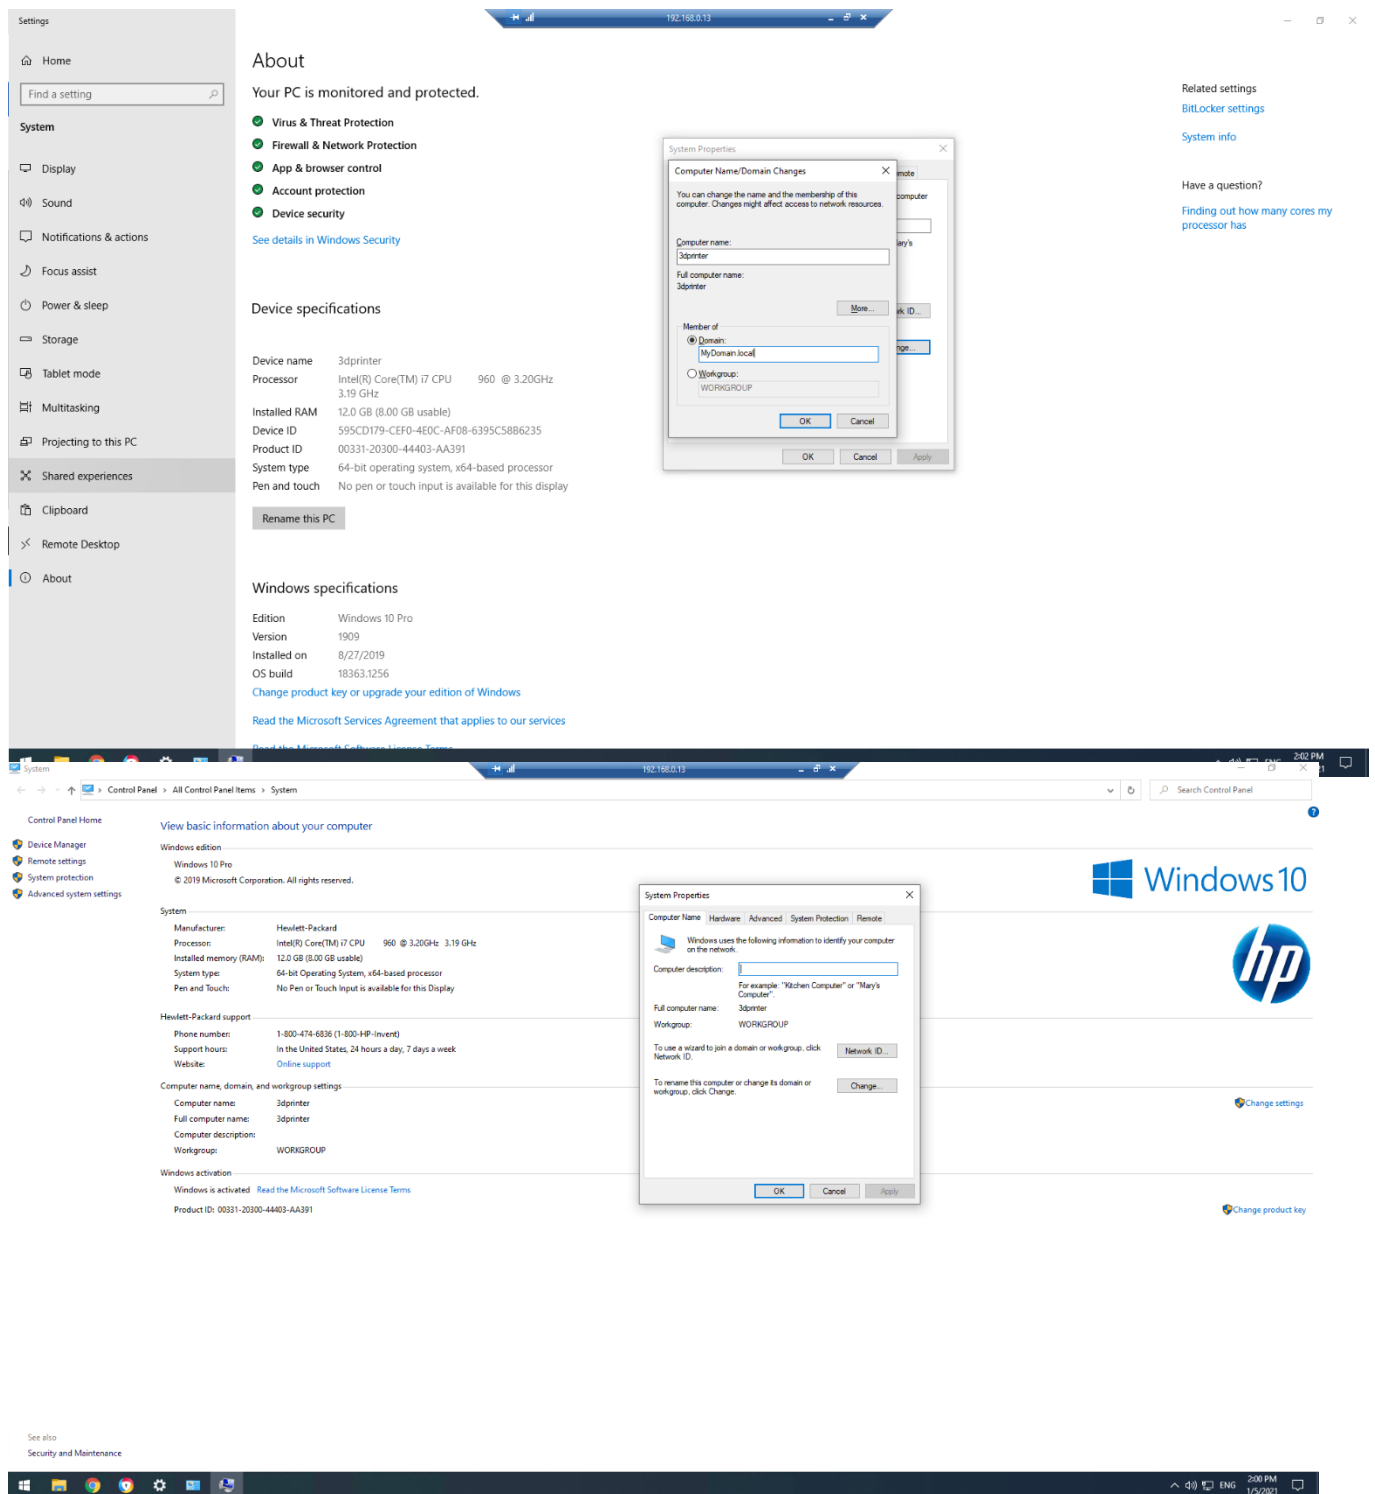 Settings
192.168.0.13
Home
Find a setting
System
Display
Sound
Notifications & actions
Focus assist
Power & sleep
Storage
Tablet mode
Multitasking
Projecting to this PC
Shared experiences
Clipboard
Remote Desktop
About
About
Your PC is monitored and protected.
Virus & Threat Protection
Firewall & Network Protection
App & browser control
Account protection
Device security
See details in Windows Security
Device specifications
Device name 3dprinter
Processor Intel(R) Core(TM) i7 CPU 960 @ 3.20GHz
3.19 GHz
Installed RAM 12.0 GB (8.00 GB usable)
Device ID 595CD179-CEF0-4E0C-AF08-6395C58B6235
Product ID 00331-20300-44403-AA391
System type 64-bit operating system, x64-based processor
Pen and touch No pen or touch input is available for this display
Rename this PC
Windows specifications
Edition Windows 10 Pro
Version 1909
Installed on 8/27/2019
OS build 18363.1256
Change product key or upgrade your edition of Windows
Read the Microsoft Services Agreement that applies to our services
Read the Microsoft Software License Terms
System Properties
Computer Name/Domain Changes
You can change the name and the membership of this
computer. Changes might affect access to network resources.
Computer name:
3dprinter
Full computer name:
3dprinter
More...
Member of
Domain:
MyDomain.local
Workgroup:
WORKGROUP
OK Cancel
mote
computer
ary's
rk ID...
nge...
OK Cancel Apply
Related settings
BitLocker settings
System info
Have a question?
Finding out how many cores my
processor has
ENG
2:02 PM
System
192.168.0.13
Control Panel > All Control Panel Items > System
Search Control Panel
Control Panel Home
Device Manager
Remote settings
System protection
Advanced system settings
View basic information about your computer
Windows edition
Windows 10 Pro
© 2019 Microsoft Corporation. All rights reserved.
Windows 10
System
Manufacturer: Hewlett-Packard
Processor: Intel(R) Core(TM) i7 CPU 960 @ 3.20GHz 3.19 GHz
Installed memory (RAM): 12.0 GB (8.00 GB usable)
System type: 64-bit Operating System, x64-based processor
Pen and Touch: No Pen or Touch Input is available for this Display
hp
Hewlett-Packard support
Phone number: 1-800-474-6836 (1-800-HP-Invent)
Support hours: In the United States, 24 hours a day, 7 days a week
Website: Online support
Computer name, domain, and workgroup settings
Computer name: 3dprinter
Full computer name: 3dprinter
Computer description:
Workgroup: WORKGROUP
Change settings
Windows activation
Windows is activated Read the Microsoft Software License Terms
Product ID: 00331-20300-44403-AA391
Change product key
System Properties
Computer Name Hardware Advanced System Protection Remote
Windows uses the following information to identify your computer
on the network.
Computer description:
For example: "Kitchen Computer" or "Mary's
Computer".
Full computer name: 3dprinter
Workgroup: WORKGROUP
To use a wizard to join a domain or workgroup, click
Network ID.
Network ID...
To rename this computer or change its domain or
workgroup, click Change.
Change...
OK Cancel Apply
See also
Security and Maintenance
ENG
2:00 PM
1/5/2021